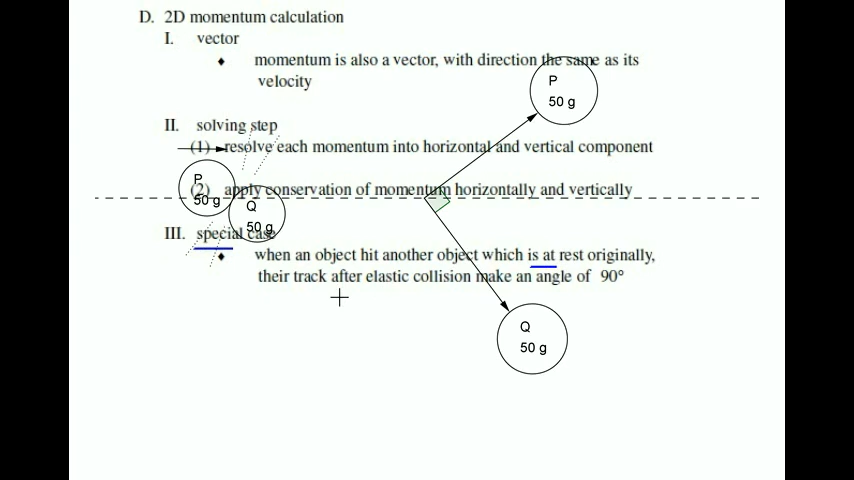 D. 2D momentum calculation
I. vector
♦ momentum is also a vector, with direction the same as its
velocity
P
50 g
II. solving step
(1) resolve each momentum into horizontal and vertical component
P
50 g
(2) apply conservation of momentum horizontally and vertically
Q
50 g
III. special case
♦ when an object hit another object which is at rest originally,
their track after elastic collision make an angle of 90°
Q
50 g